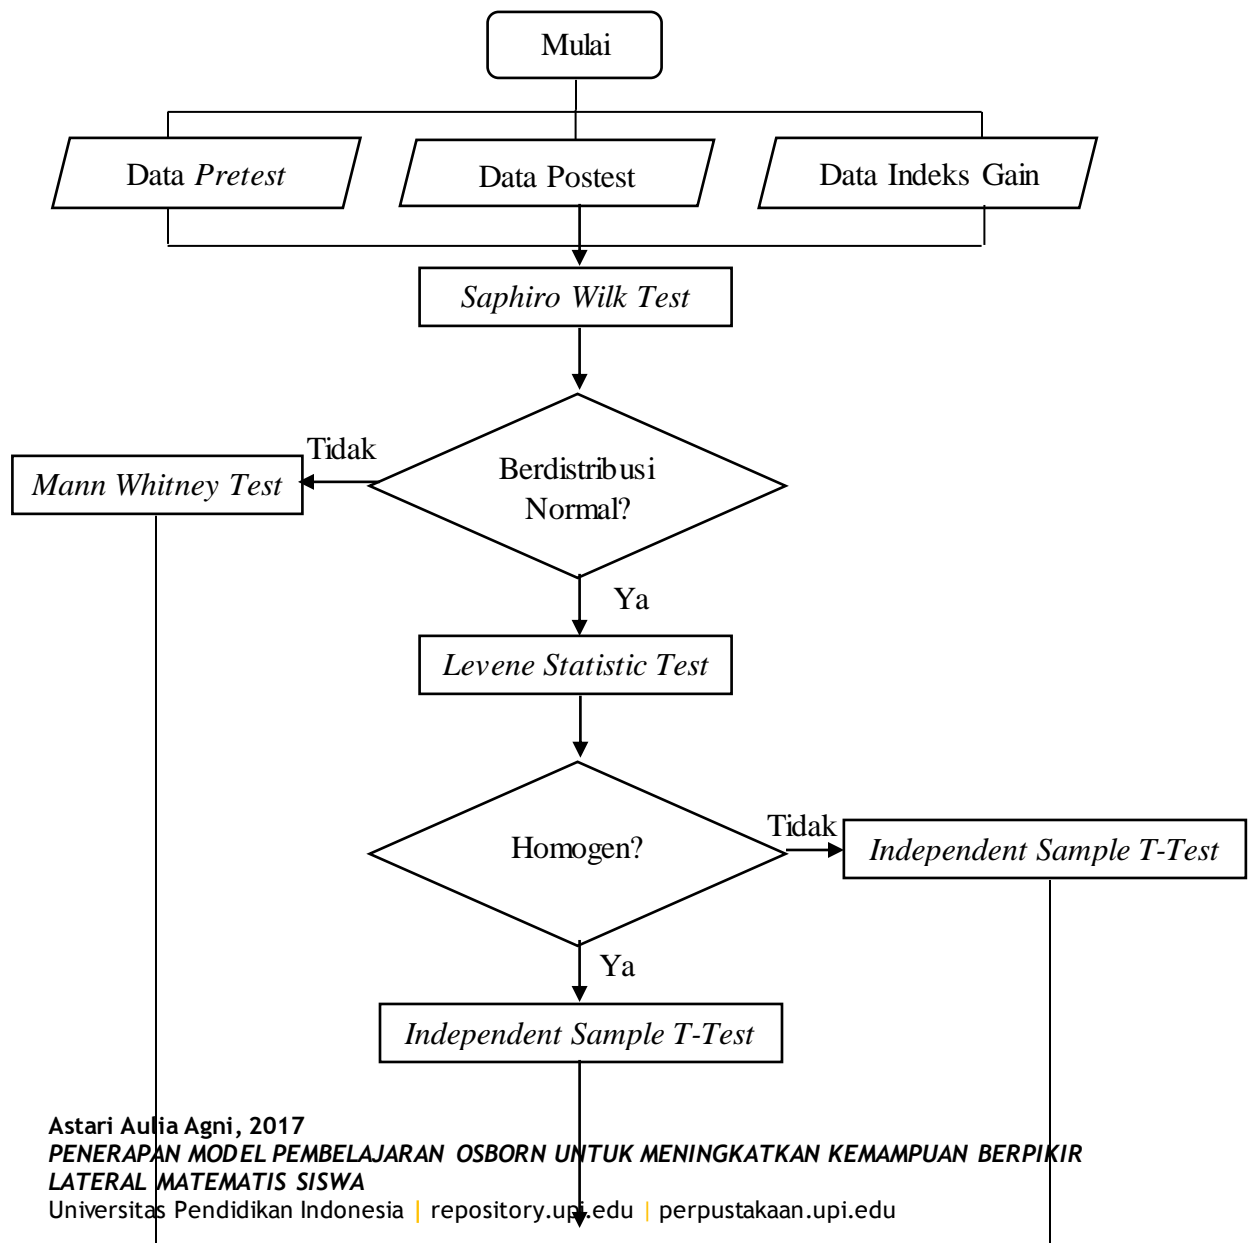 Mulai
Data Pretest
Data Postest
Data Indeks Gain
Saphiro Wilk Test
Tidak
Mann Whitney Test
Berdistribusi
Normal?
Ya
Levene Statistic Test
Homogen?
Tidak
Independent Sample T-Test
Ya
Independent Sample T-Test
Astari Aulia Agni, 2017
PENERAPAN MODEL PEMBELAJARAN OSBORN UNTUK MENINGKATKAN KEMAMPUAN BERPIKIR
LATERAL MATEMATIS SISWA
Universitas Pendidikan Indonesia | repository.upi.edu | perpustakaan.upi.edu